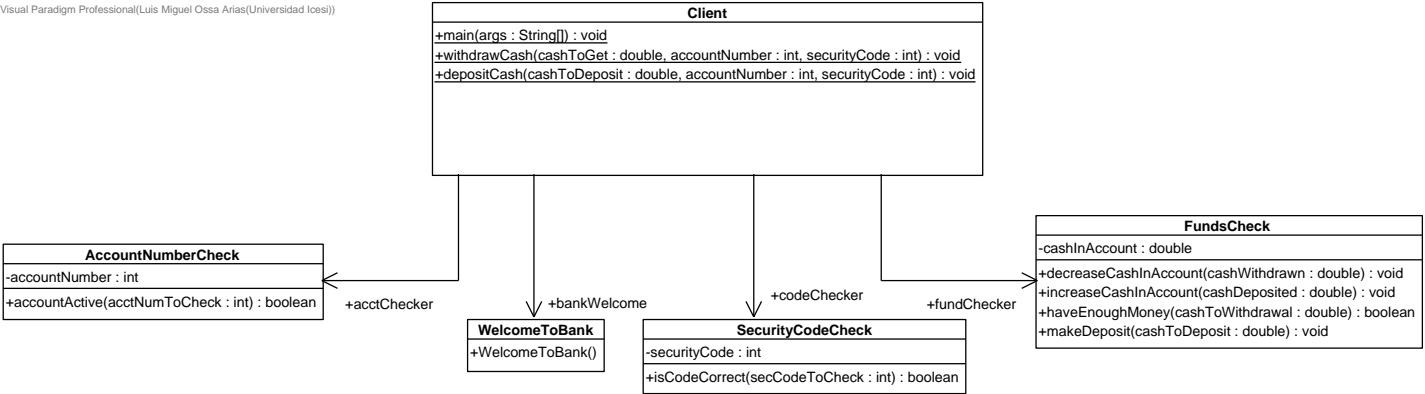 Visual Paradigm Professional(Luis Miguel Ossa Arias(Universidad Icesi))
Client
+main(args : String[]) : void
+withdrawCash(cashToGet : double, accountNumber : int, securityCode : int) : void
+depositCash(cashToDeposit : double, accountNumber : int, securityCode : int) : void
AccountNumberCheck
-accountNumber : int
+accountActive(acctNumToCheck : int) : boolean
+acctChecker
+bankWelcome
WelcomeToBank
+WelcomeToBank()
+codeChecker
SecurityCodeCheck
-securityCode : int
+isCodeCorrect(secCodeToCheck : int) : boolean
+fundChecker
FundsCheck
-cashInAccount : double
+decreaseCashInAccount(cashWithdrawn : double) : void
+increaseCashInAccount(cashDeposited : double) : void
+haveEnoughMoney(cashToWithdrawal : double) : boolean
+makeDeposit(cashToDeposit : double) : void